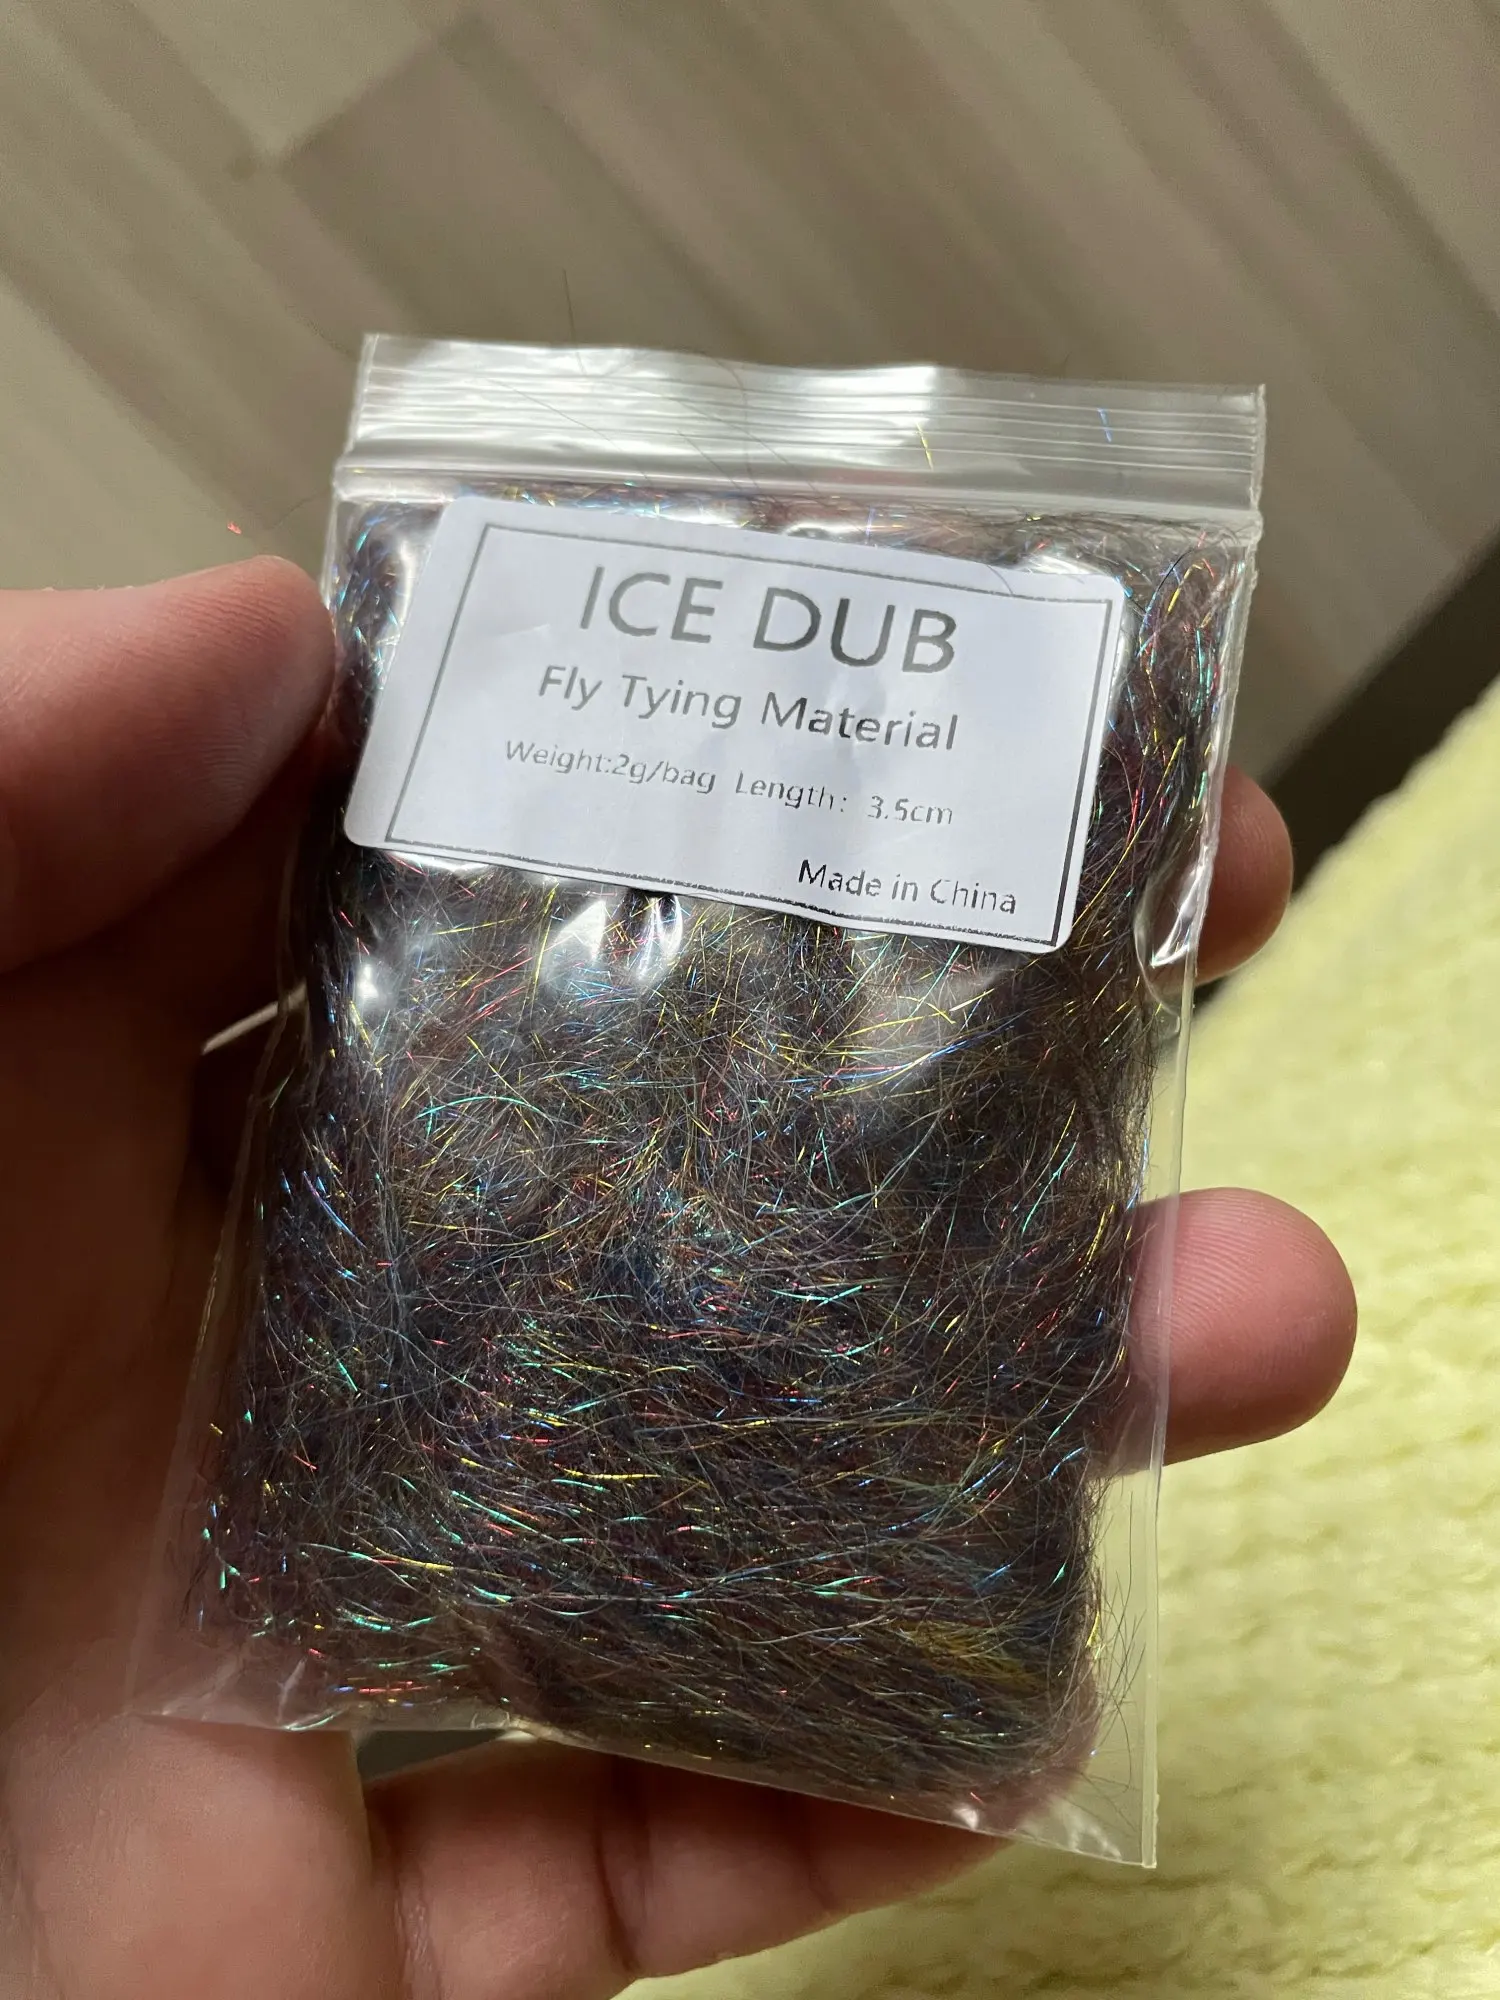 ICE DUB
Fly Tying Material
Weight:2g/bag Length: 3.5cm
Made in China